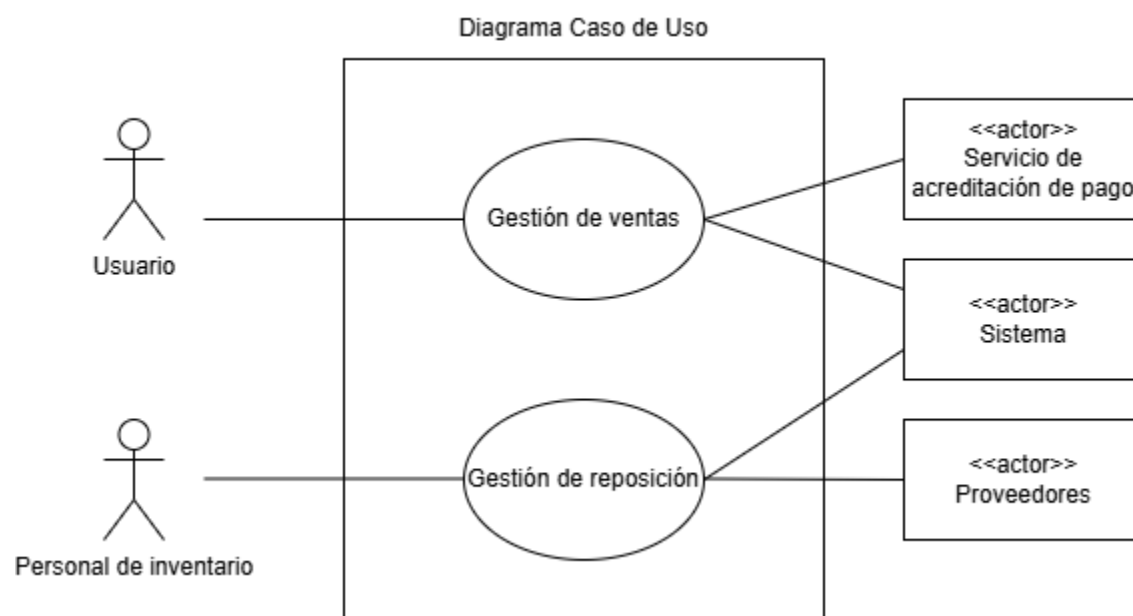 Diagrama Caso de Uso
<<actor>>
Servicio de
acreditación de pago
Gestión de ventas
Usuario
<<actor>>
Sistema
<<actor>>
Proveedores
Gestión de reposición
Personal de inventario